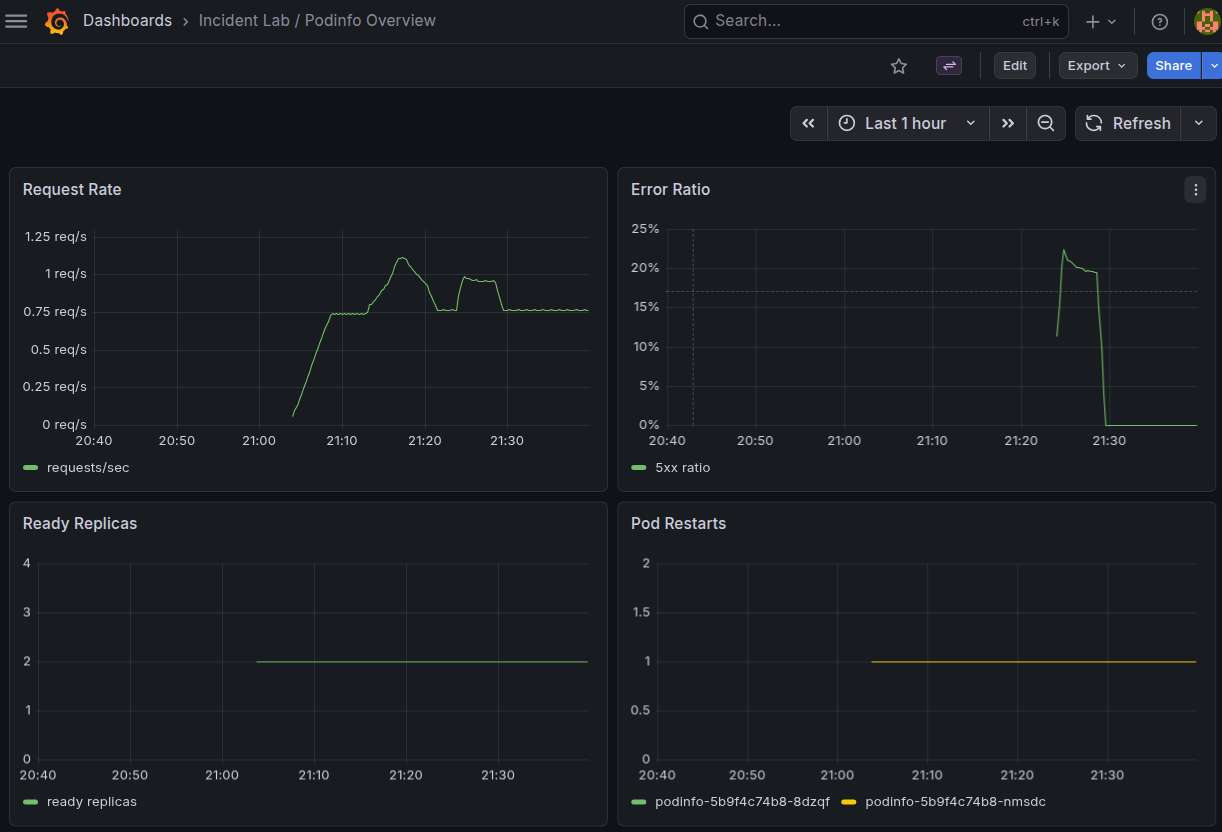 Dashboards › Incident Lab / Podinfo Overview
Search... ctrl+k
Edit Export Share
Last 1 hour Refresh
Request Rate
1.25 req/s
1 req/s
0.75 req/s
0.5 req/s
0.25 req/s
0 req/s
20:40 20:50 21:00 21:10 21:20 21:30
requests/sec
Error Ratio
25%
20%
15%
10%
5%
0%
20:40 20:50 21:00 21:10 21:20 21:30
5xx ratio
Ready Replicas
4
3
2
1
0
20:40 20:50 21:00 21:10 21:20 21:30
ready replicas
Pod Restarts
2
1.5
1
0.5
0
20:40 20:50 21:00 21:10 21:20 21:30
podinfo-5b9f4c74b8-8dzqf podinfo-5b9f4c74b8-nmsdc